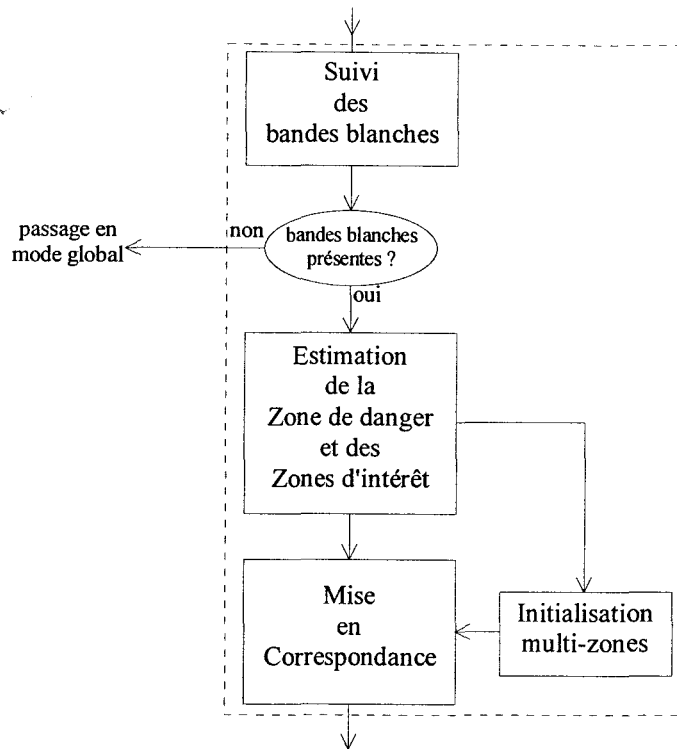 Suivi
des
bandes blanches
passage en
mode global
non
bandes blanches
présentes ?
oui
Estimation
de la
Zone de danger
et des
Zones d'intérêt
Mise
en
Correspondance
Initialisation
multi-zones